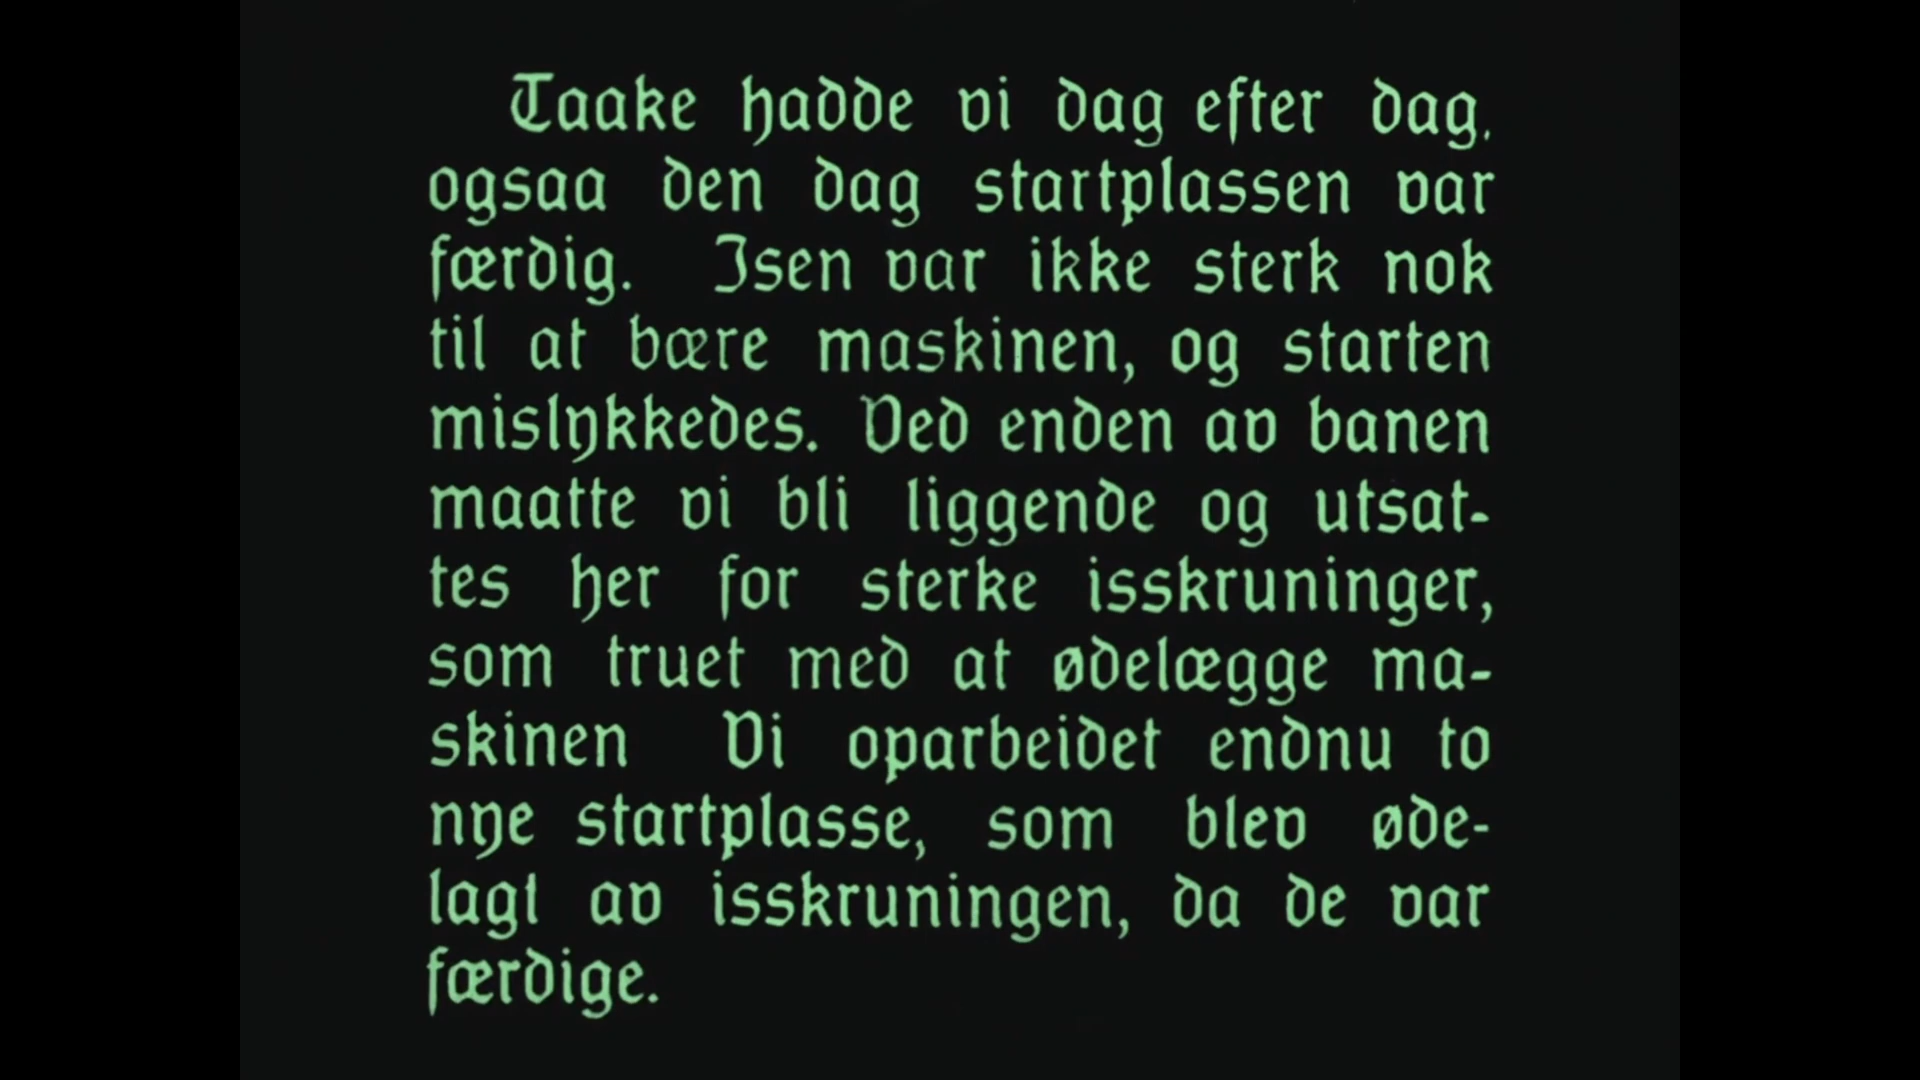 Taake hadde vi dag efter dag,
ogsaa den dag startplassen var
færdig. Isen var ikke sterk nok
til at bære maskinen, og starten
mislykkedes. Ved enden av banen
maatte vi bli liggende og utsat-
tes her for sterke isskruninger,
som truet med at ødelægge ma-
skinen Vi oparbeidet endnu to
nye startplasse, som blev øde-
lagt av isskruningen, da de var
færdige.